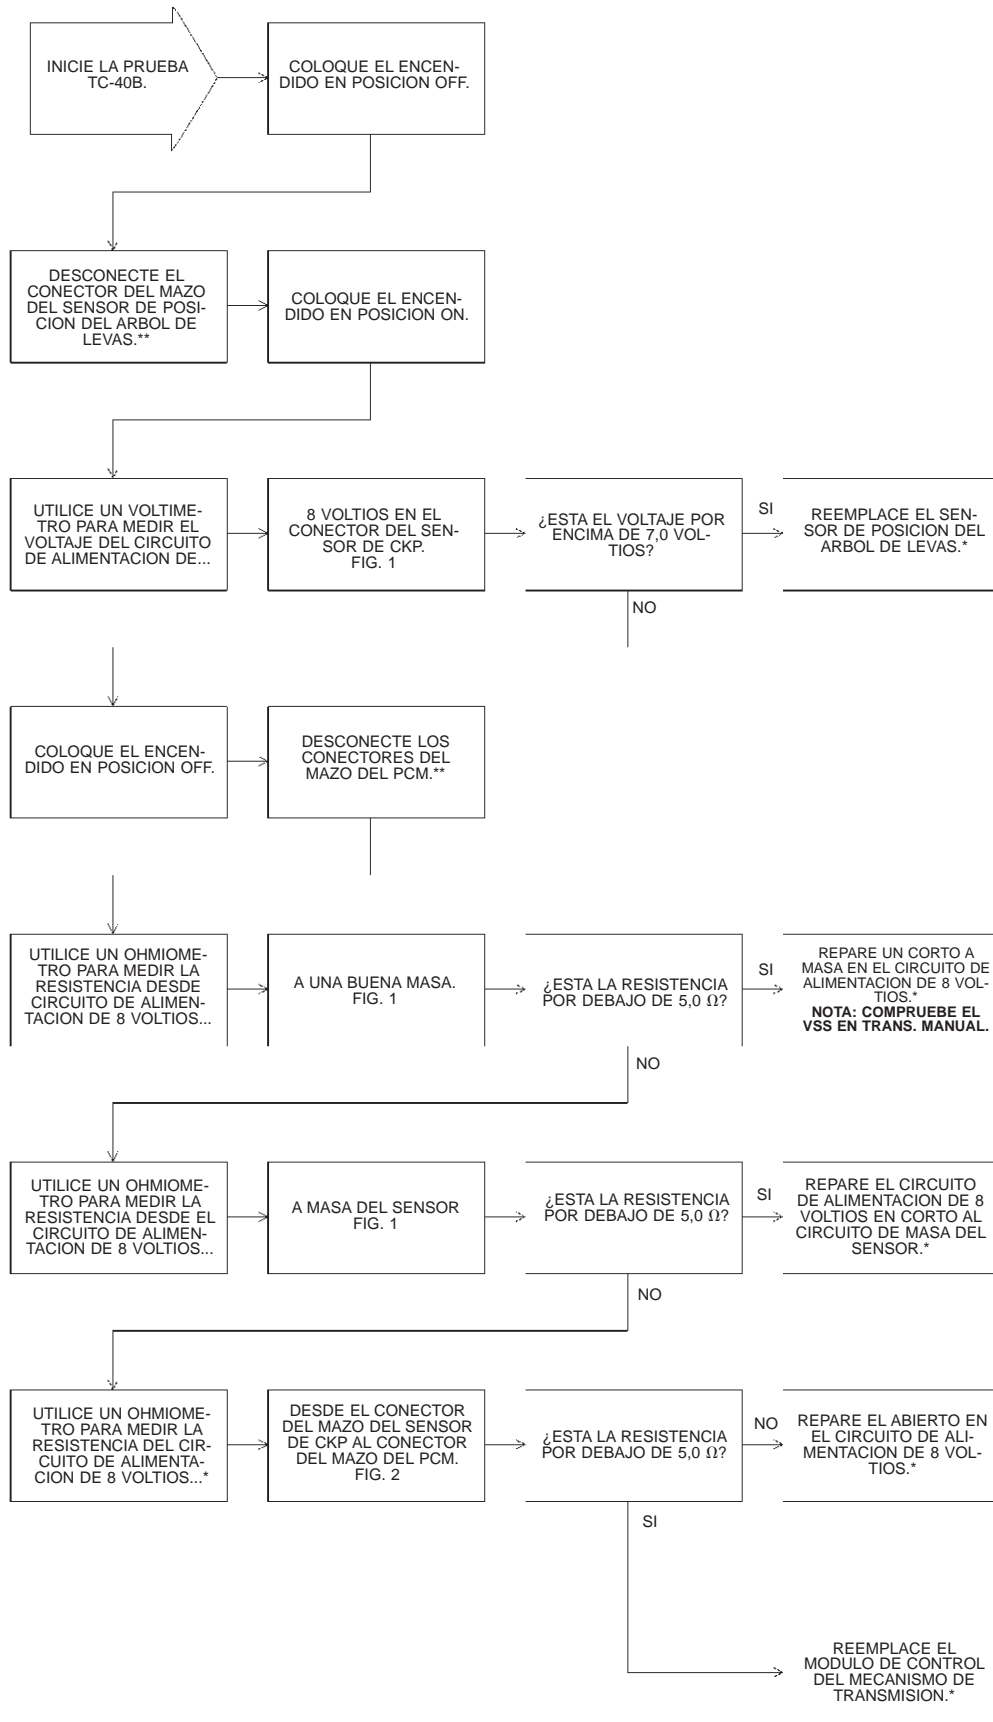 INICIE LA PRUEBA
TC-40B.
COLOQUE EL ENCEN-
DIDO EN POSICION OFF.
DESCONECTE EL
CONECTOR DEL MAZO
DEL SENSOR DE POSI-
CION DEL ARBOL DE
LEVAS.**
COLOQUE EL ENCEN-
DIDO EN POSICION ON.
UTILICE UN VOLTIME-
TRO PARA MEDIR EL
VOLTAJE DEL CIRCUITO
DE ALIMENTACION DE...
8 VOLTIOS EN EL
CONECTOR DEL SEN-
SOR DE CKP.
FIG. 1
¿ESTA EL VOLTAJE POR
ENCIMA DE 7,0 VOL-
TIOS?
SI
REEMPLACE EL SEN-
SOR DE POSICION DEL
ARBOL DE LEVAS.*
NO
COLOQUE EL ENCEN-
DIDO EN POSICION OFF.
DESCONECTE LOS
CONECTORES DEL
MAZO DEL PCM.**
UTILICE UN OHMIOME-
TRO PARA MEDIR LA
RESISTENCIA DESDE
CIRCUITO DE ALIMEN-
TACION DE 8 VOLTIOS...
A UNA BUENA MASA.
FIG. 1
¿ESTA LA RESISTENCIA
POR DEBAJO DE 5,0 Ω?
SI
REPARE UN CORTO A
MASA EN EL CIRCUITO DE
ALIMENTACION DE 8 VOL-
TIOS.*
NOTA: COMPRUEBE EL
VSS EN TRANS. MANUAL.
NO
UTILICE UN OHMIOME-
TRO PARA MEDIR LA
RESISTENCIA DESDE EL
CIRCUITO DE ALIMEN-
TACION DE 8 VOLTIOS...
A MASA DEL SENSOR
FIG. 1
¿ESTA LA RESISTENCIA
POR DEBAJO DE 5,0 Ω?
SI
REPARE EL CIRCUITO
DE ALIMENTACION DE 8
VOLTIOS EN CORTO AL
CIRCUITO DE MASA DEL
SENSOR.*
NO
UTILICE UN OHMIOME-
TRO PARA MEDIR LA
RESISTENCIA DEL CIR-
CUITO DE ALIMENTA-
CION DE 8 VOLTIOS...*
DESDE EL CONECTOR
DEL MAZO DEL SENSOR
DE CKP AL CONECTOR
DEL MAZO DEL PCM.
FIG. 2
¿ESTA LA RESISTENCIA
POR DEBAJO DE 5,0 Ω?
NO
REPARE EL ABIERTO EN
EL CIRCUITO DE ALI-
MENTACION DE 8 VOL-
TIOS.*
SI
REEMPLACE EL
MODULO DE CONTROL
DEL MECANISMO DE
TRANSMISION.*